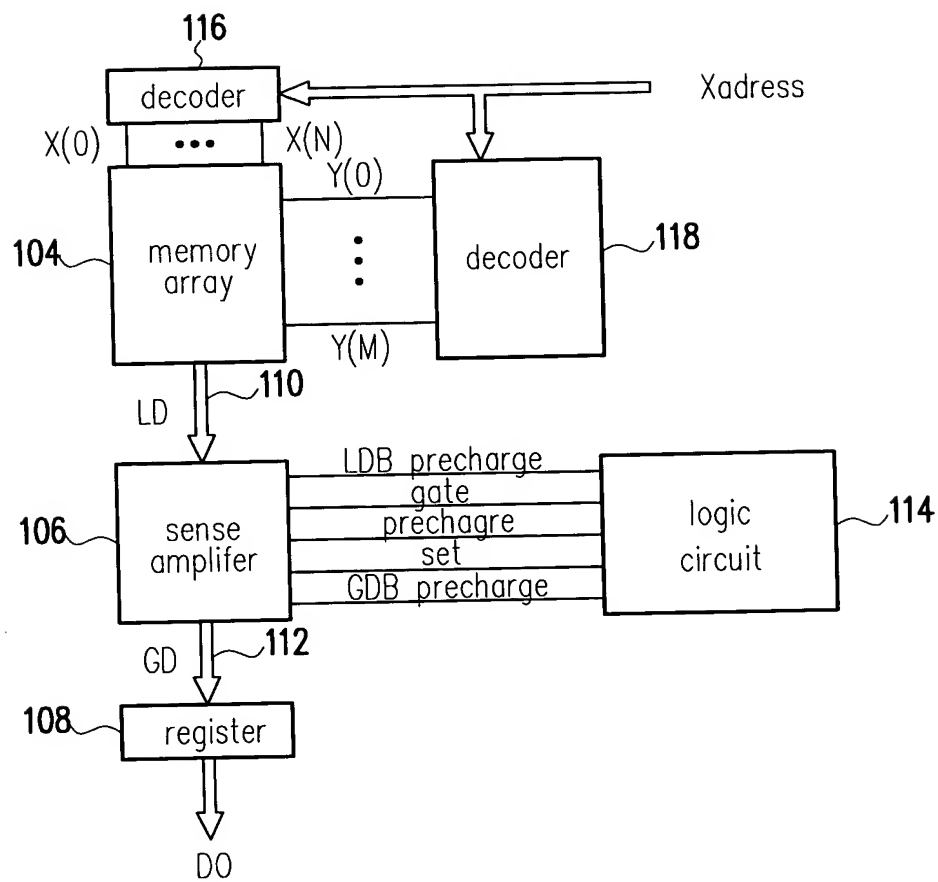 116
decoder
Xadress
X(0)
X(N)
Y(0)
104
memory
array
decoder
118
Y(M)
110
LD
LDB precharge
gate
prechagre
set
GDB precharge
106
sense
amplifer
logic
circuit
114
112
GD
108
register
DO